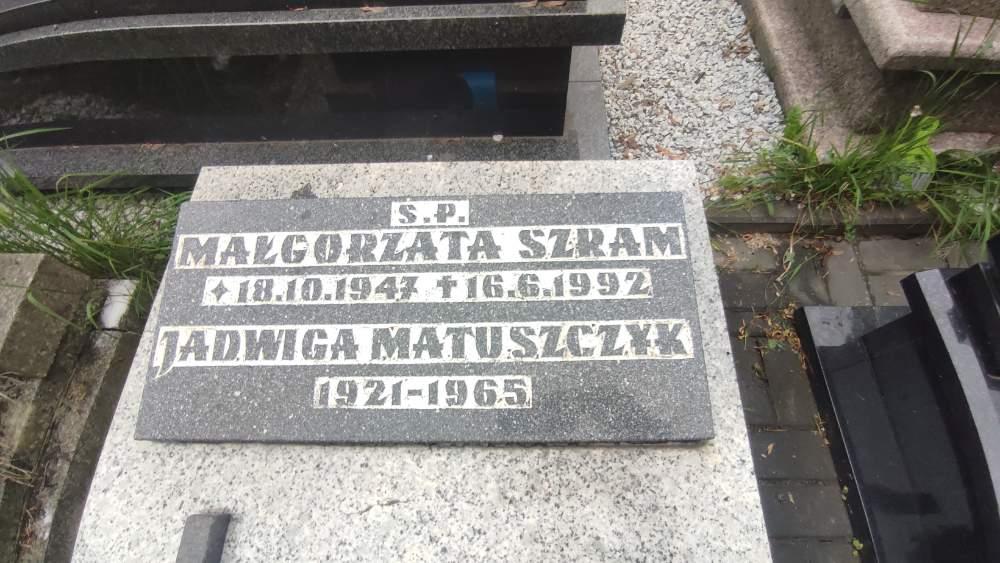 Ś.P.
MAŁGORZATA SZRAM
✦18.10.1947 ✝16.6.1992
JADWIGA MATUSZCZYK
1921-1965